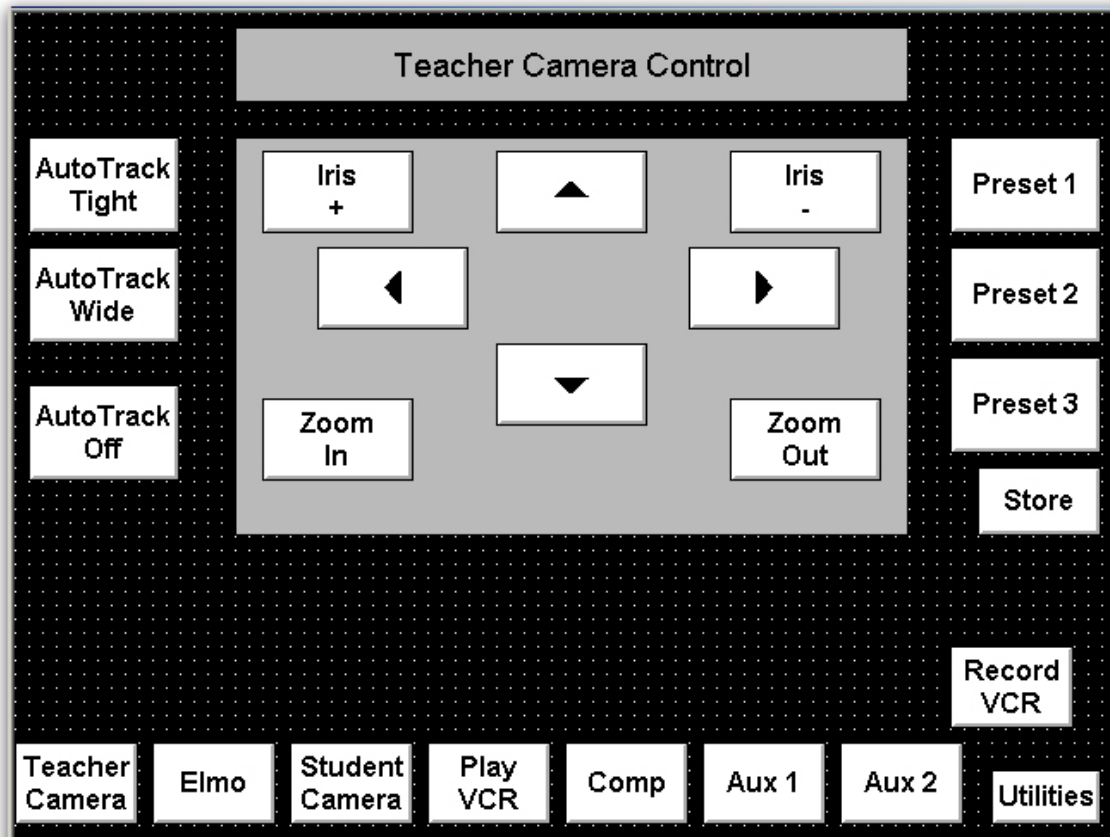 Teacher Camera Control
AutoTrack
Tight
Iris
+
Iris
-
Preset 1
AutoTrack
Wide
Preset 2
AutoTrack
Off
Zoom
In
Zoom
Out
Preset 3
Store
Record
VCR
Teacher
Camera
Elmo
Student
Camera
Play
VCR
Comp
Aux 1
Aux 2
Utilities